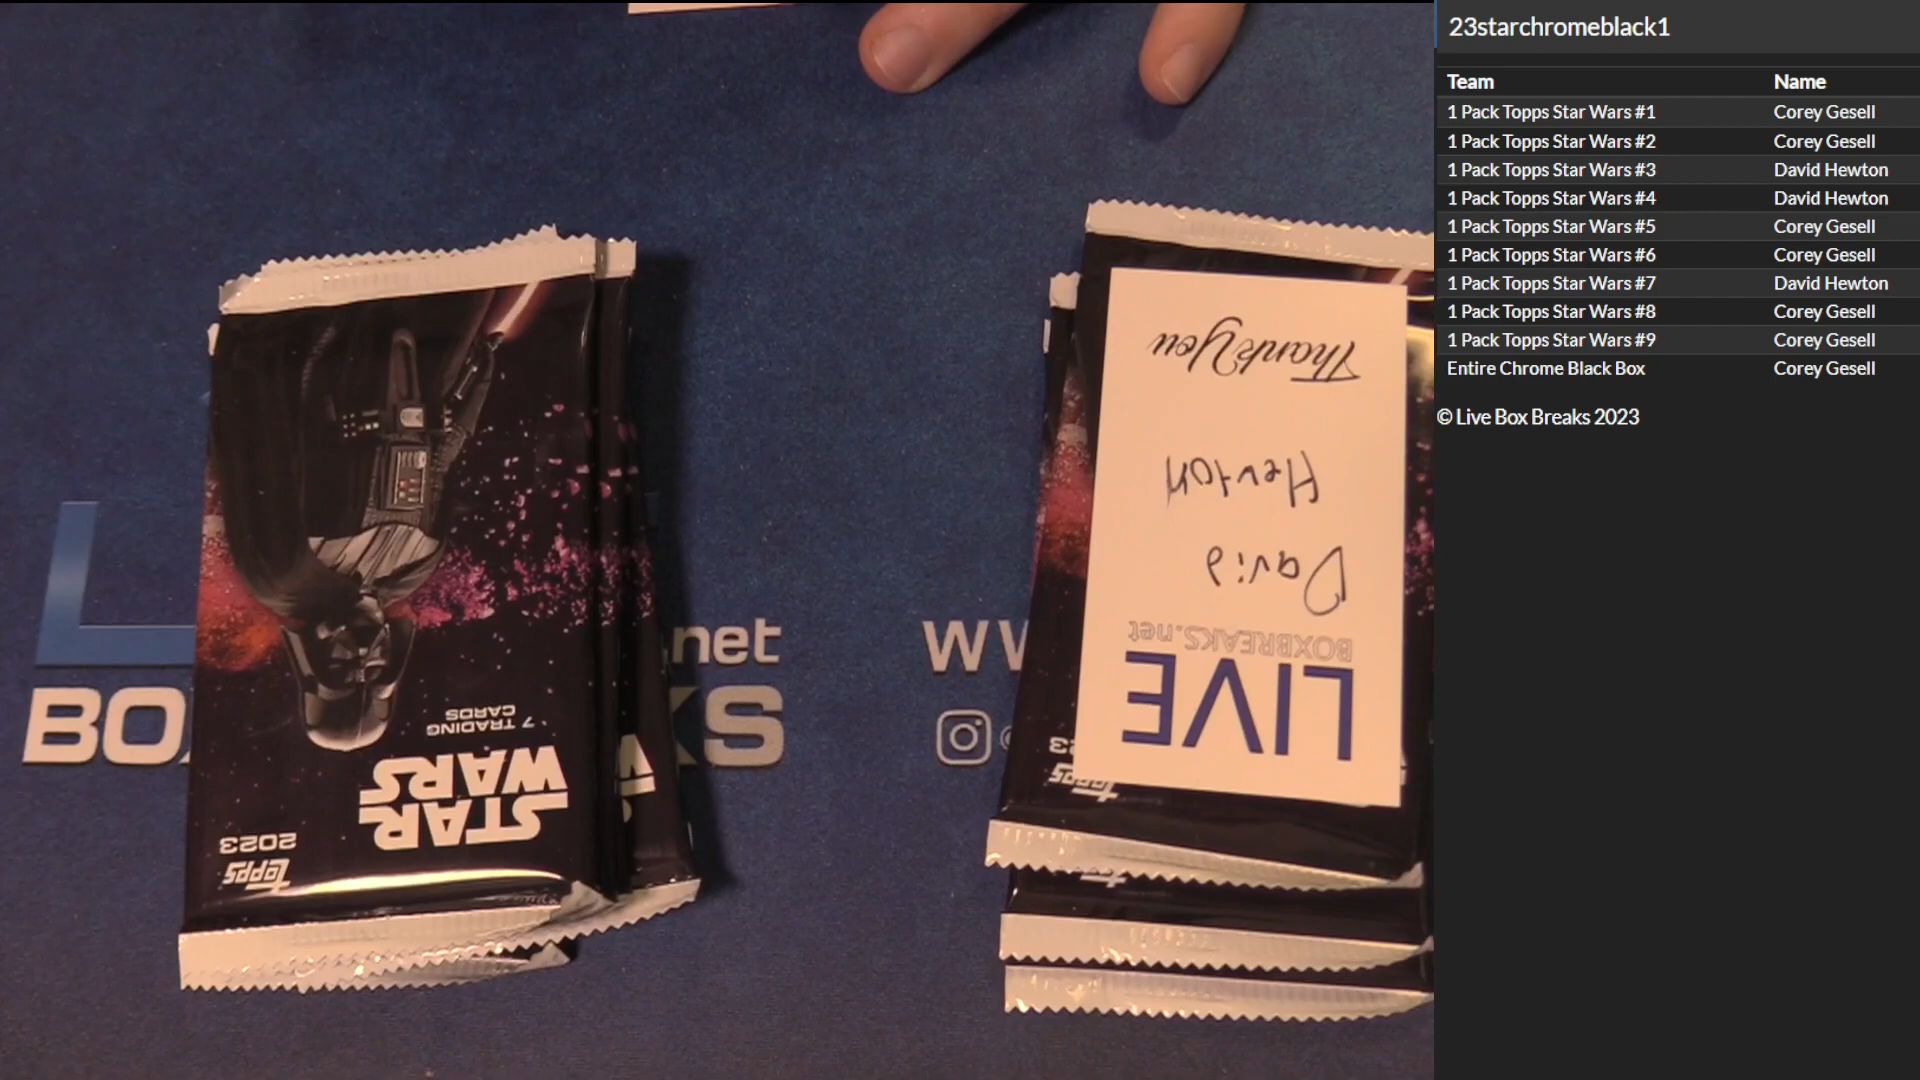 23starchromeblack1
Team Name
1 Pack Topps Star Wars #1 Corey Gesell
1 Pack Topps Star Wars #2 Corey Gesell
1 Pack Topps Star Wars #3 David Hewton
1 Pack Topps Star Wars #4 David Hewton
1 Pack Topps Star Wars #5 Corey Gesell
1 Pack Topps Star Wars #6 Corey Gesell
1 Pack Topps Star Wars #7 David Hewton
1 Pack Topps Star Wars #8 Corey Gesell
1 Pack Topps Star Wars #9 Corey Gesell
Entire Chrome Black Box Corey Gesell
© Live Box Breaks 2023
topps
2023
STAR
WARS
7 TRADING
CARDS
LIVE
BOXBREAKS.net
David
Hewton
Thank You
topps
.net